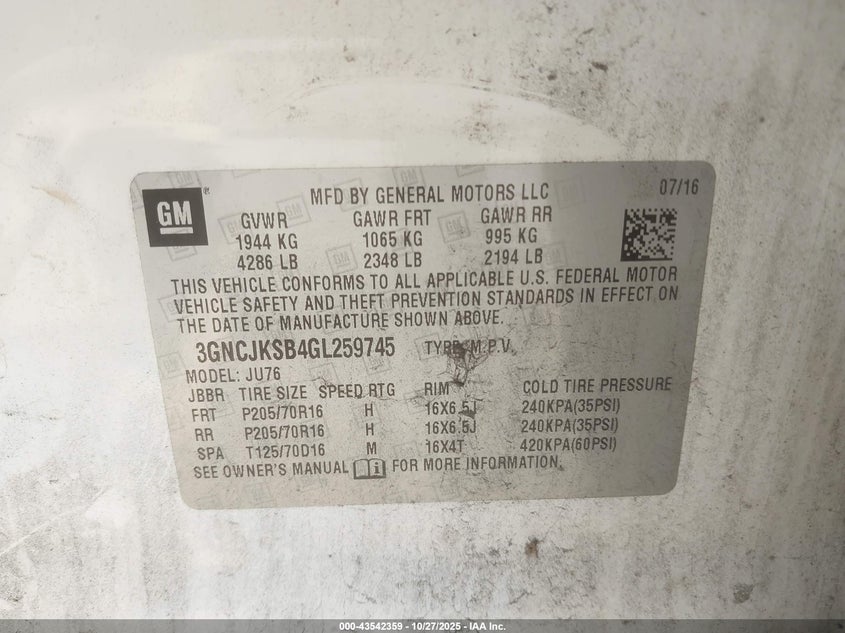 GM ®
MFD BY GENERAL MOTORS LLC
07/16
GVWR GAWR FRT GAWR RR
1944 KG 1065 KG 995 KG
4286 LB 2348 LB 2194 LB
THIS VEHICLE CONFORMS TO ALL APPLICABLE U.S. FEDERAL MOTOR
VEHICLE SAFETY AND THEFT PREVENTION STANDARDS IN EFFECT ON
THE DATE OF MANUFACTURE SHOWN ABOVE.
3GNCJKSB4GL259745 TYPE: M.P.V.
MODEL: JU76
JBBR TIRE SIZE SPEED RTG RIM COLD TIRE PRESSURE
FRT P205/70R16 H 16X6.5J 240KPA(35PSI)
RR P205/70R16 H 16X6.5J 240KPA(35PSI)
SPA T125/70D16 M 16X4T 420KPA(60PSI)
SEE OWNER'S MANUAL FOR MORE INFORMATION.
000-43542359 | 10/27/2025 - IAA Inc.